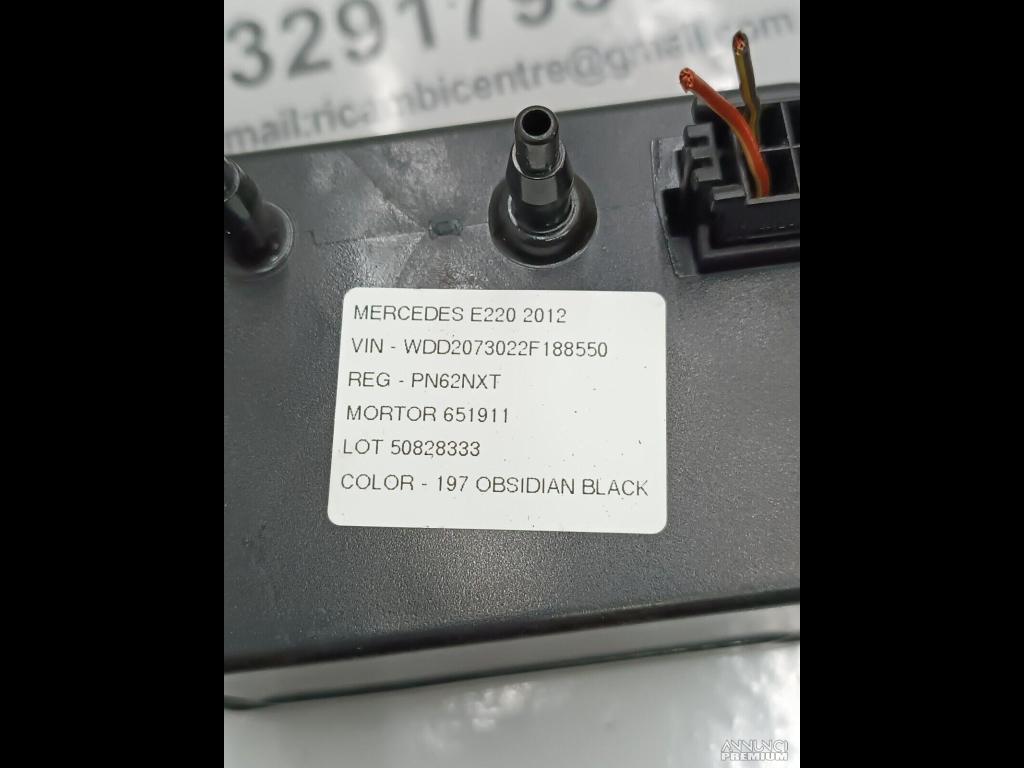 3291793
mail:ricambicentre@gmail.com
MERCEDES E220 2012
VIN - WDD2073022F188550
REG - PN62NXT
MORTOR 651911
LOT 50828333
COLOR - 197 OBSIDIAN BLACK
ANNUNCI
PREMIUM